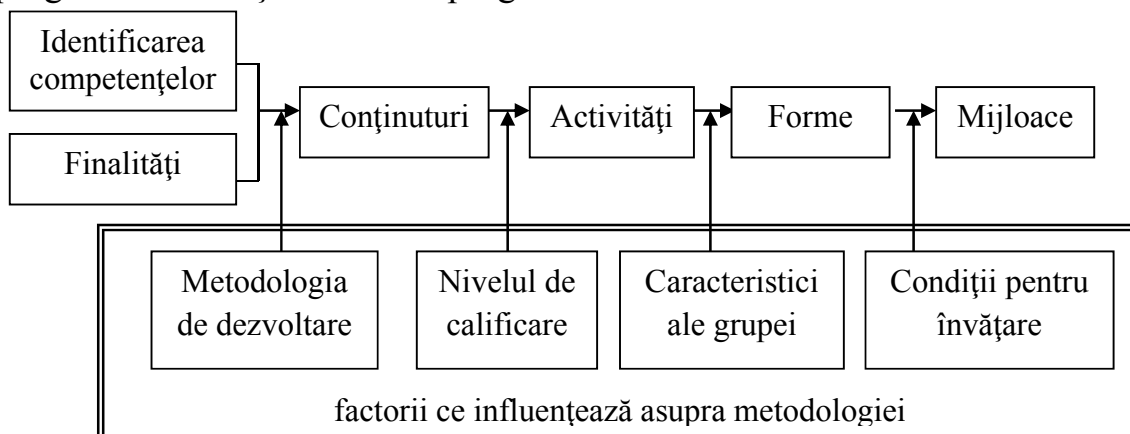 Identificarea
competenţelor
Finalităţi
Conţinuturi
Activităţi
Forme
Mijloace
Metodologia
de dezvoltare
Nivelul de
calificare
Caracteristici
ale grupei
Condiţii pentru
învăţare
factorii ce influenţează asupra metodologiei